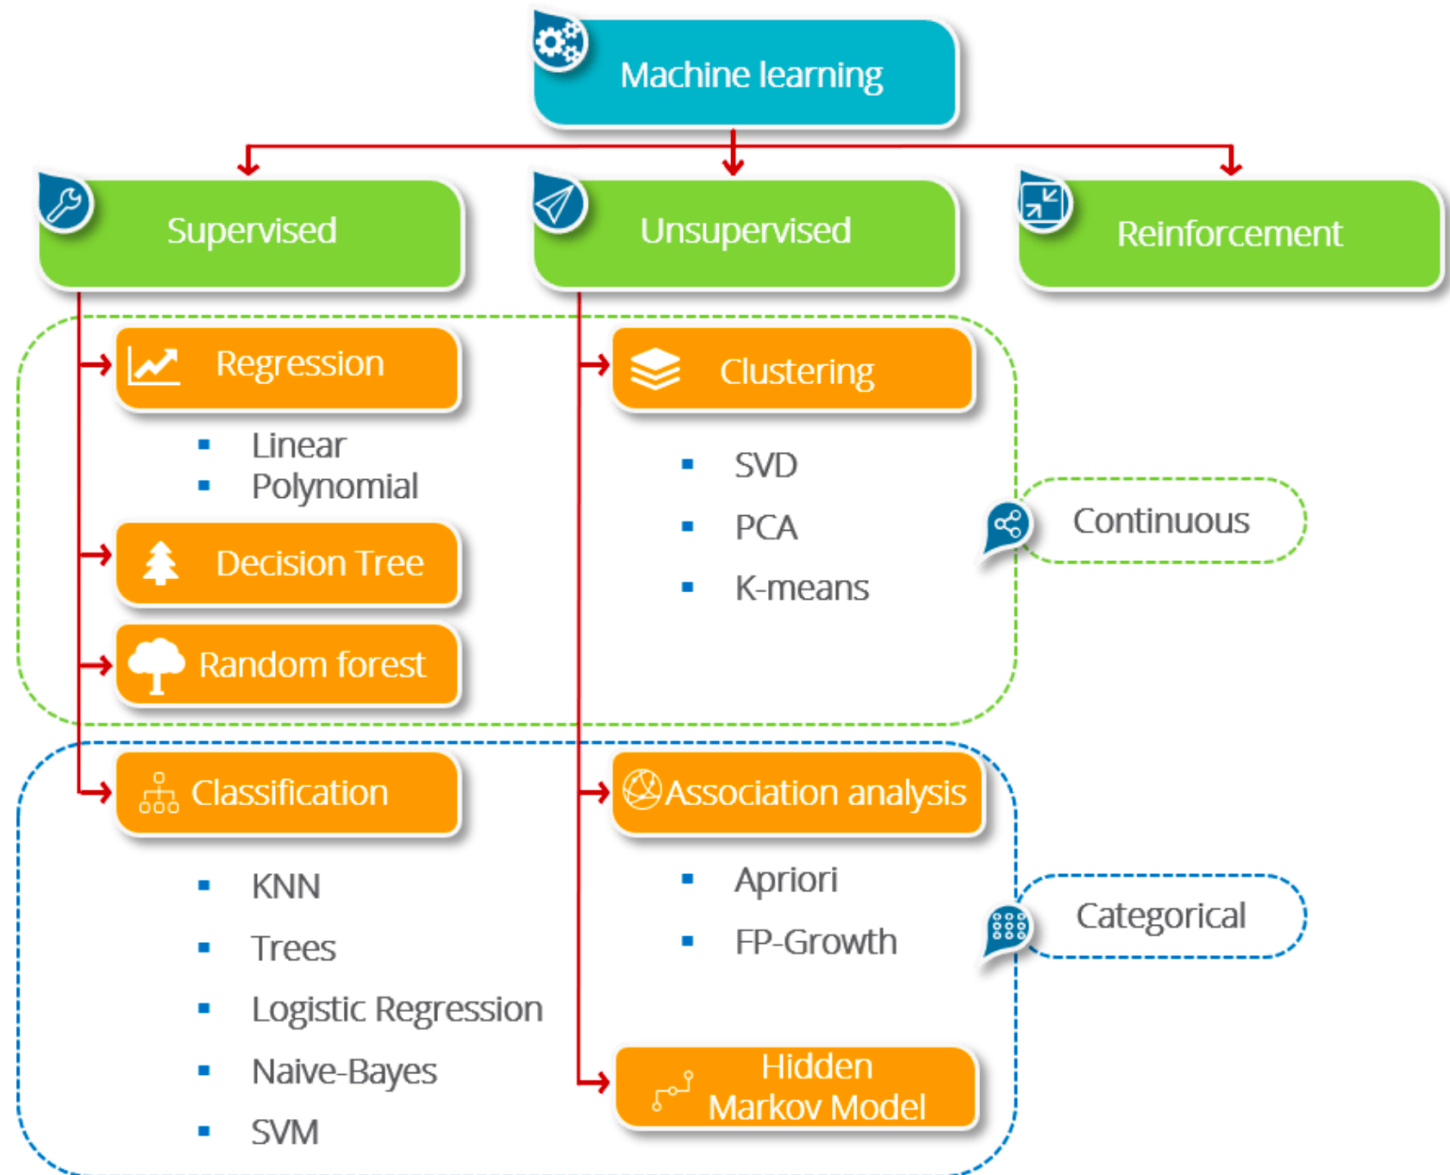 Machine learning
Supervised
Unsupervised
Reinforcement
Regression
Linear
Polynomial
Decision Tree
Random forest
Clustering
SVD
PCA
K-means
Continuous
Classification
KNN
Trees
Logistic Regression
Naive-Bayes
SVM
Association analysis
Apriori
FP-Growth
Hidden
Markov Model
Categorical